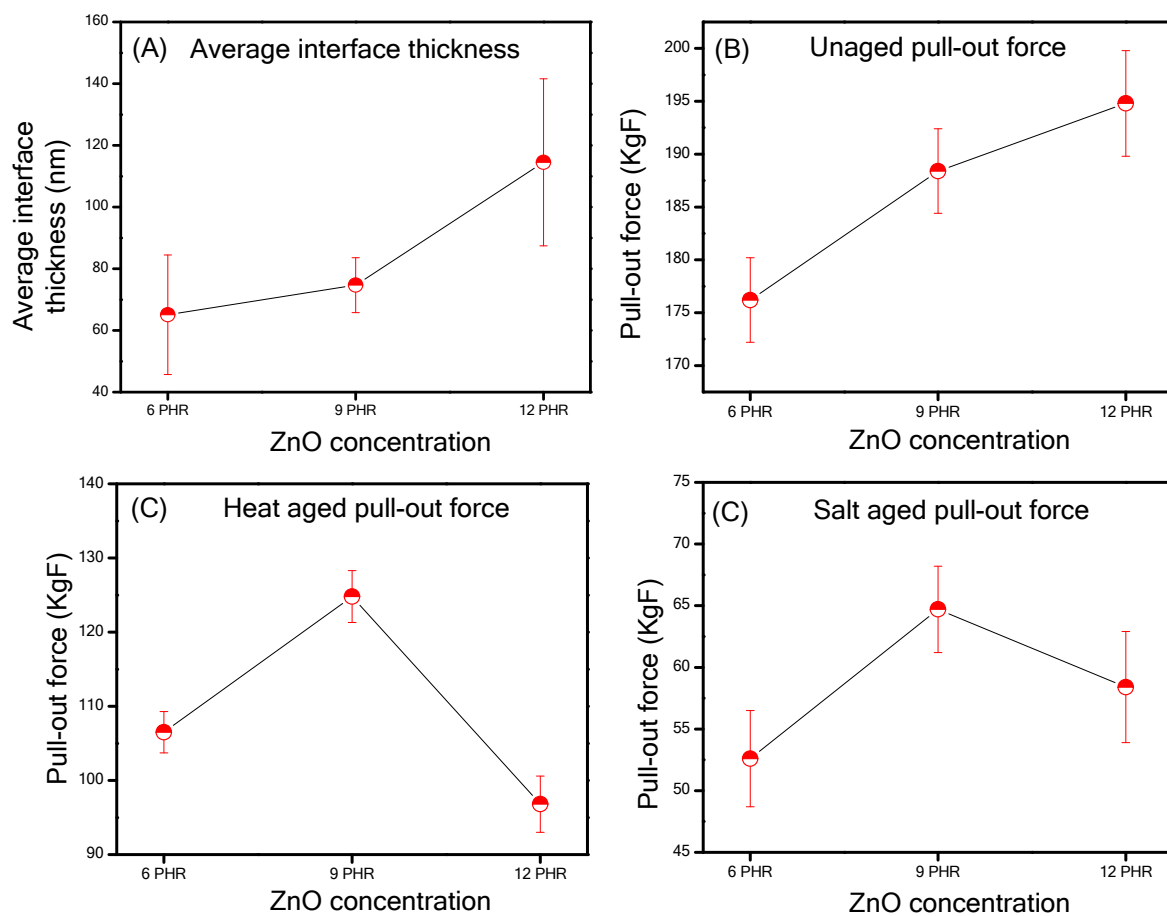 (A) Average interface thickness
Average interface
thickness (nm)
160
140
120
100
80
60
40
6 PHR 9 PHR 12 PHR
ZnO concentration
(B) Unaged pull-out force
Pull-out force (KgF)
200
195
190
185
180
175
170
6 PHR 9 PHR 12 PHR
ZnO concentration
(C) Heat aged pull-out force
Pull-out force (KgF)
140
130
120
110
100
90
6 PHR 9 PHR 12 PHR
ZnO concentration
(C) Salt aged pull-out force
Pull-out force (KgF)
75
70
65
60
55
50
45
6 PHR 9 PHR 12 PHR
ZnO concentration